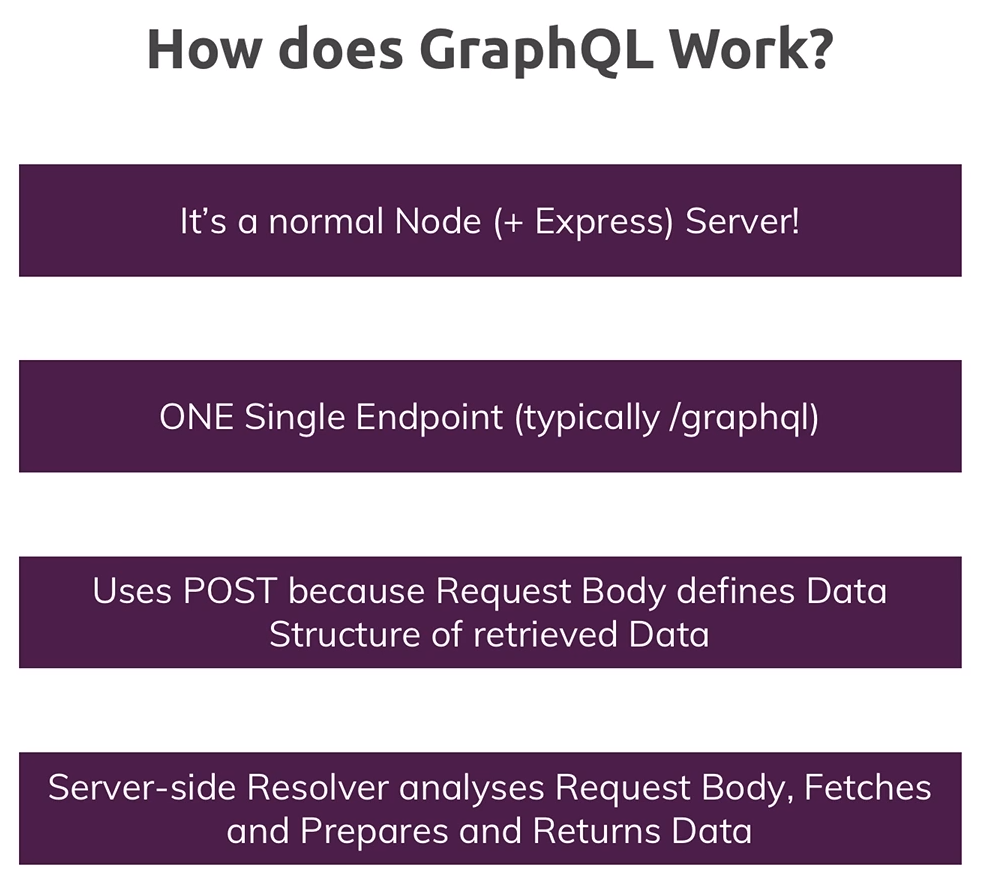 How does GraphQL Work?
It’s a normal Node (+ Express) Server!
ONE Single Endpoint (typically /graphql)
Uses POST because Request Body defines Data
Structure of retrieved Data
Server-side Resolver analyses Request Body, Fetches
and Prepares and Returns Data